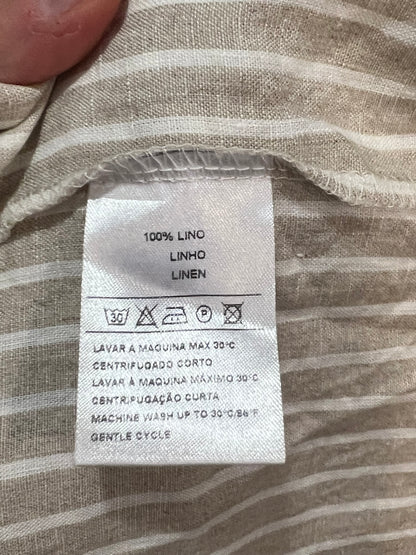 100% LINO
LINHO
LINEN
30 P
LAVAR A MAQUINA MAX 30°C
CENTRIFUGADO CORTO
LAVAR À MAQUINA MÁXIMO 30°C
CENTRIFUGAÇÃO CURTA
MACHINE WASH UP TO 30°C/86°F
GENTLE CYCLE